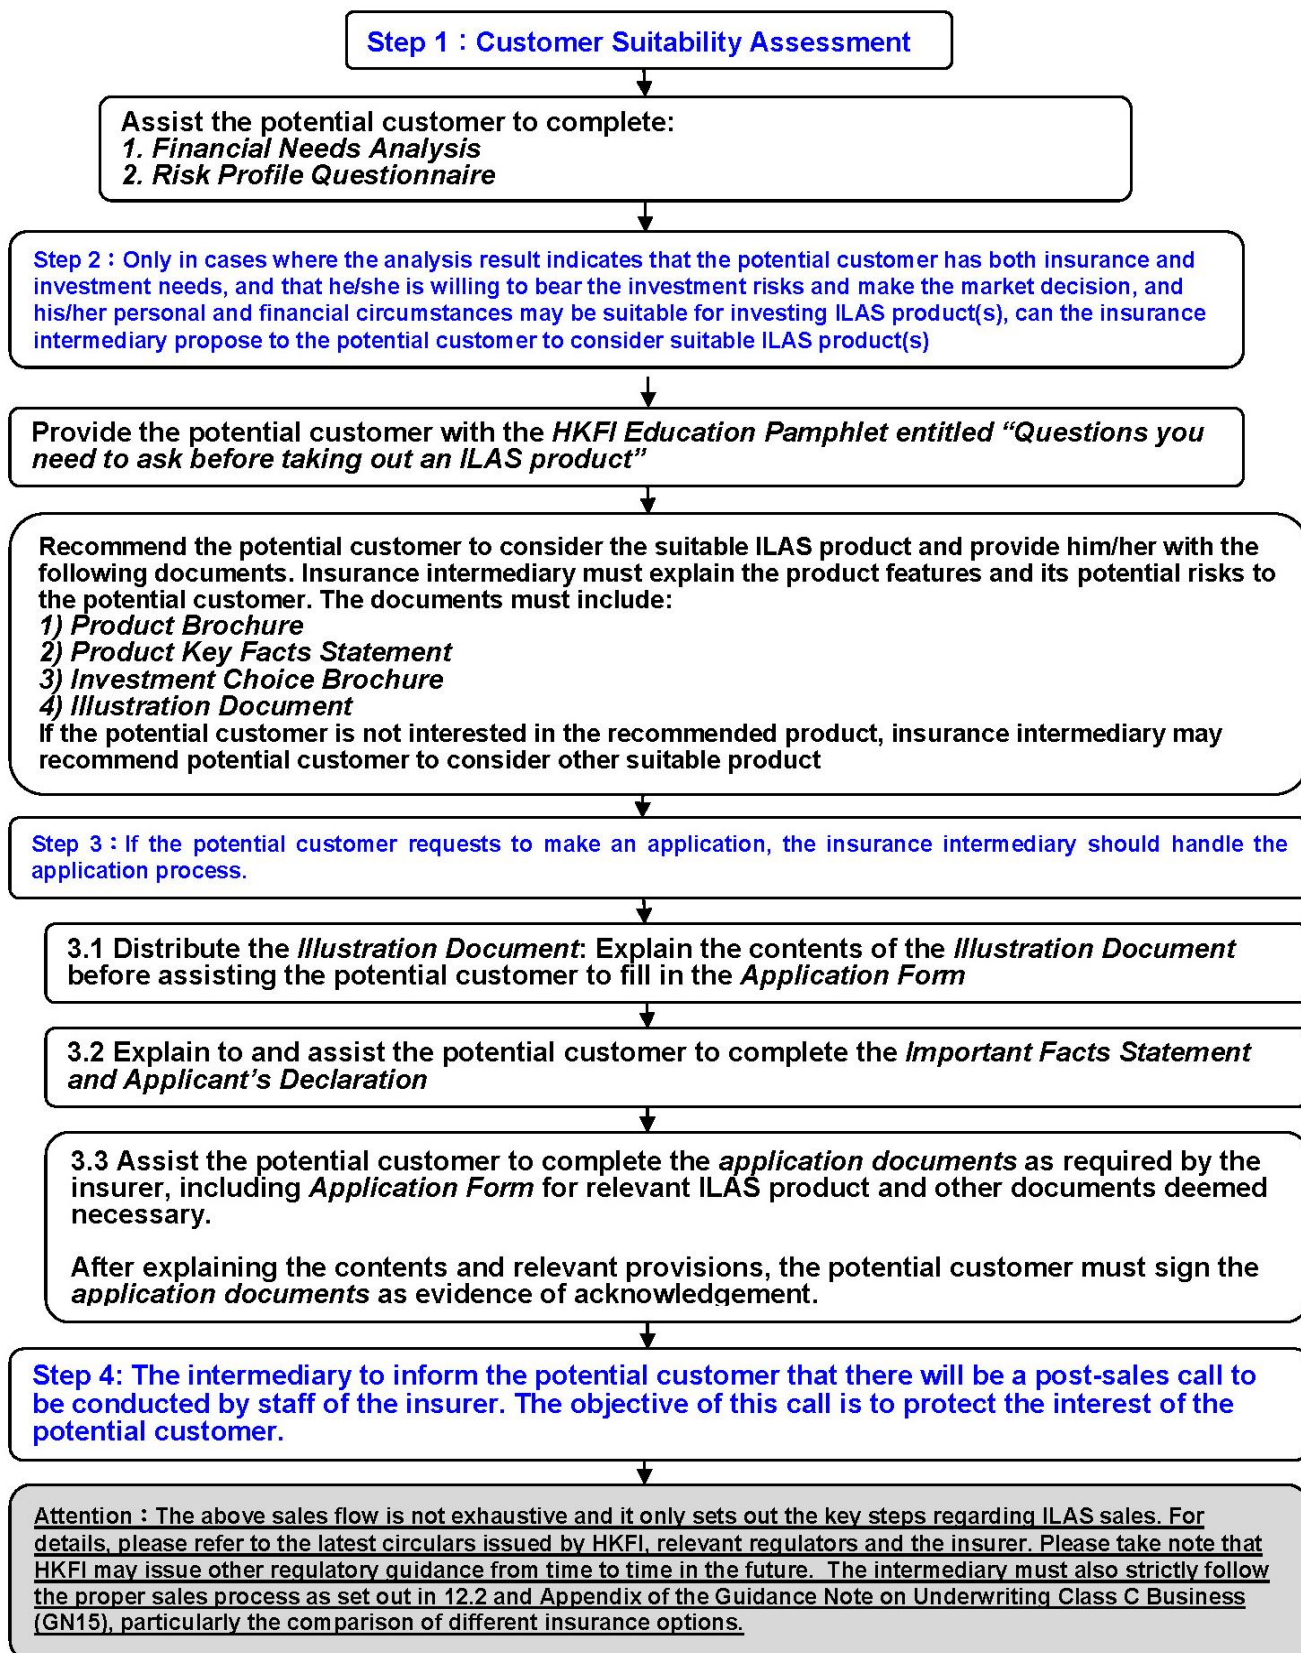 Step 1：Customer Suitability Assessment
Assist the potential customer to complete:
1. Financial Needs Analysis
2. Risk Profile Questionnaire
Step 2：Only in cases where the analysis result indicates that the potential customer has both insurance and
investment needs, and that he/she is willing to bear the investment risks and make the market decision, and
his/her personal and financial circumstances may be suitable for investing ILAS product(s), can the insurance
intermediary propose to the potential customer to consider suitable ILAS product(s)
Provide the potential customer with the HKFI Education Pamphlet entitled “Questions you
need to ask before taking out an ILAS product”
Recommend the potential customer to consider the suitable ILAS product and provide him/her with the
following documents. Insurance intermediary must explain the product features and its potential risks to
the potential customer. The documents must include:
1) Product Brochure
2) Product Key Facts Statement
3) Investment Choice Brochure
4) Illustration Document
If the potential customer is not interested in the recommended product, insurance intermediary may
recommend potential customer to consider other suitable product
Step 3：If the potential customer requests to make an application, the insurance intermediary should handle the
application process.
3.1 Distribute the Illustration Document: Explain the contents of the Illustration Document
before assisting the potential customer to fill in the Application Form
3.2 Explain to and assist the potential customer to complete the Important Facts Statement
and Applicant’s Declaration
3.3 Assist the potential customer to complete the application documents as required by the
insurer, including Application Form for relevant ILAS product and other documents deemed
necessary.
After explaining the contents and relevant provisions, the potential customer must sign the
application documents as evidence of acknowledgement.
Step 4: The intermediary to inform the potential customer that there will be a post-sales call to
be conducted by staff of the insurer. The objective of this call is to protect the interest of the
potential customer.
Attention：The above sales flow is not exhaustive and it only sets out the key steps regarding ILAS sales. For
details, please refer to the latest circulars issued by HKFI, relevant regulators and the insurer. Please take note that
HKFI may issue other regulatory guidance from time to time in the future. The intermediary must also strictly follow
the proper sales process as set out in 12.2 and Appendix of the Guidance Note on Underwriting Class C Business
(GN15), particularly the comparison of different insurance options.